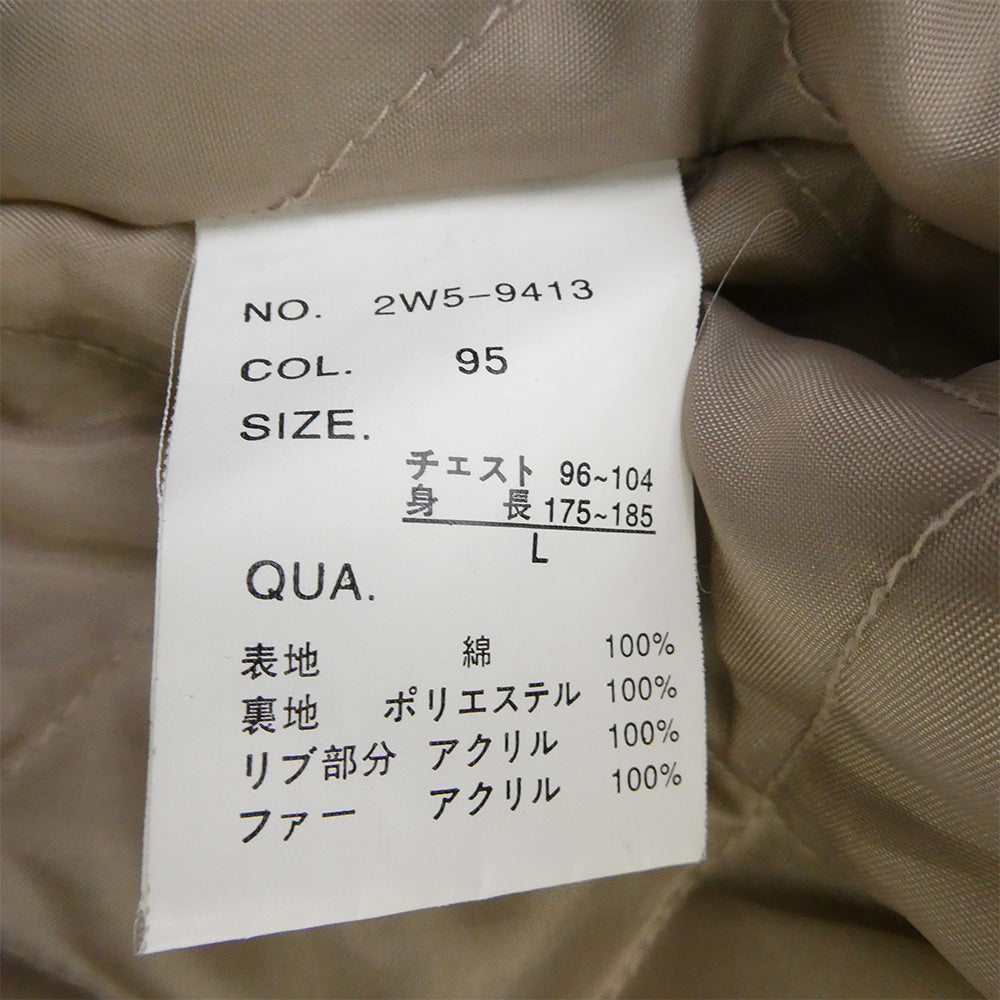 NO. 2W5-9413
COL. 95
SIZE.
チェスト 96~104
身長 175~185
L
QUA.
表地 綿 100%
裏地 ポリエステル 100%
リブ部分 アクリル 100%
ファー アクリル 100%